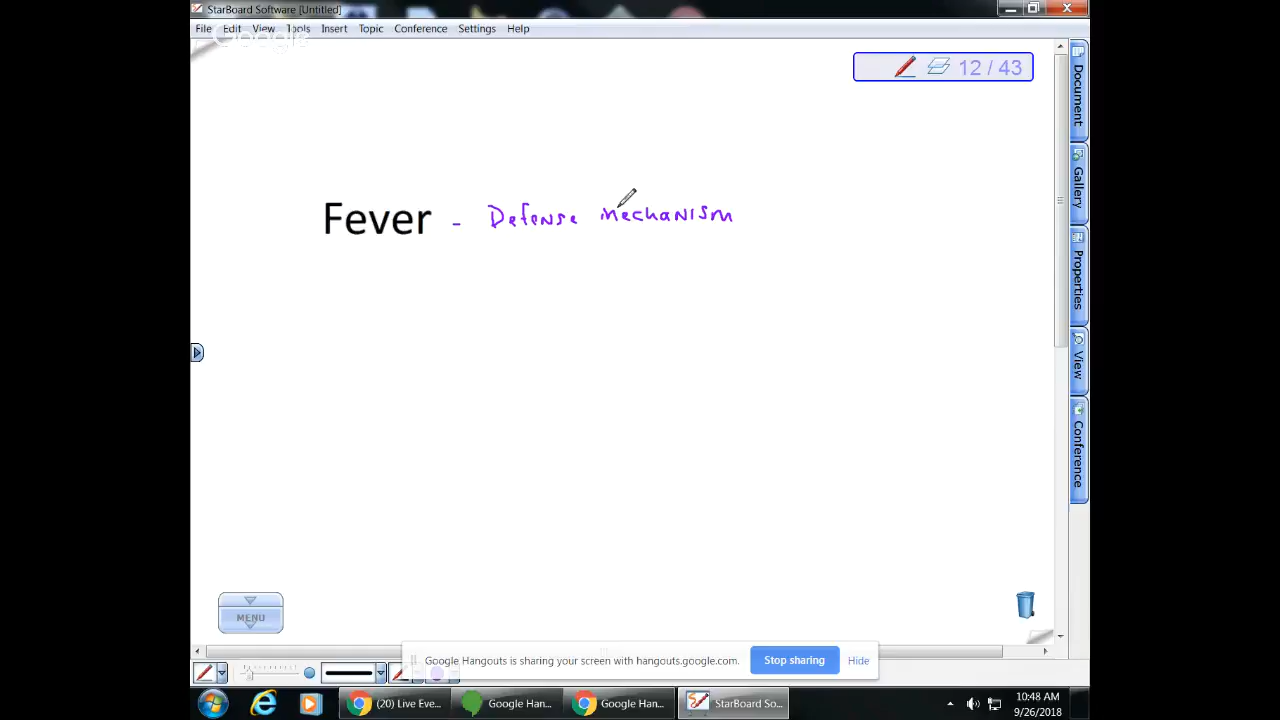 StarBoard Software [Untitled]
File Edit View Tools Insert Topic Conference Settings Help
Google
12 / 43
Document
Gallery
Properties
View
Conference
Fever - Defense mechanism
MENU
Google Hangouts is sharing your screen with hangouts.google.com. Stop sharing Hide
(20) Live Eve... Google Han... Google Han... StarBoard So...
10:48 AM
9/26/2018